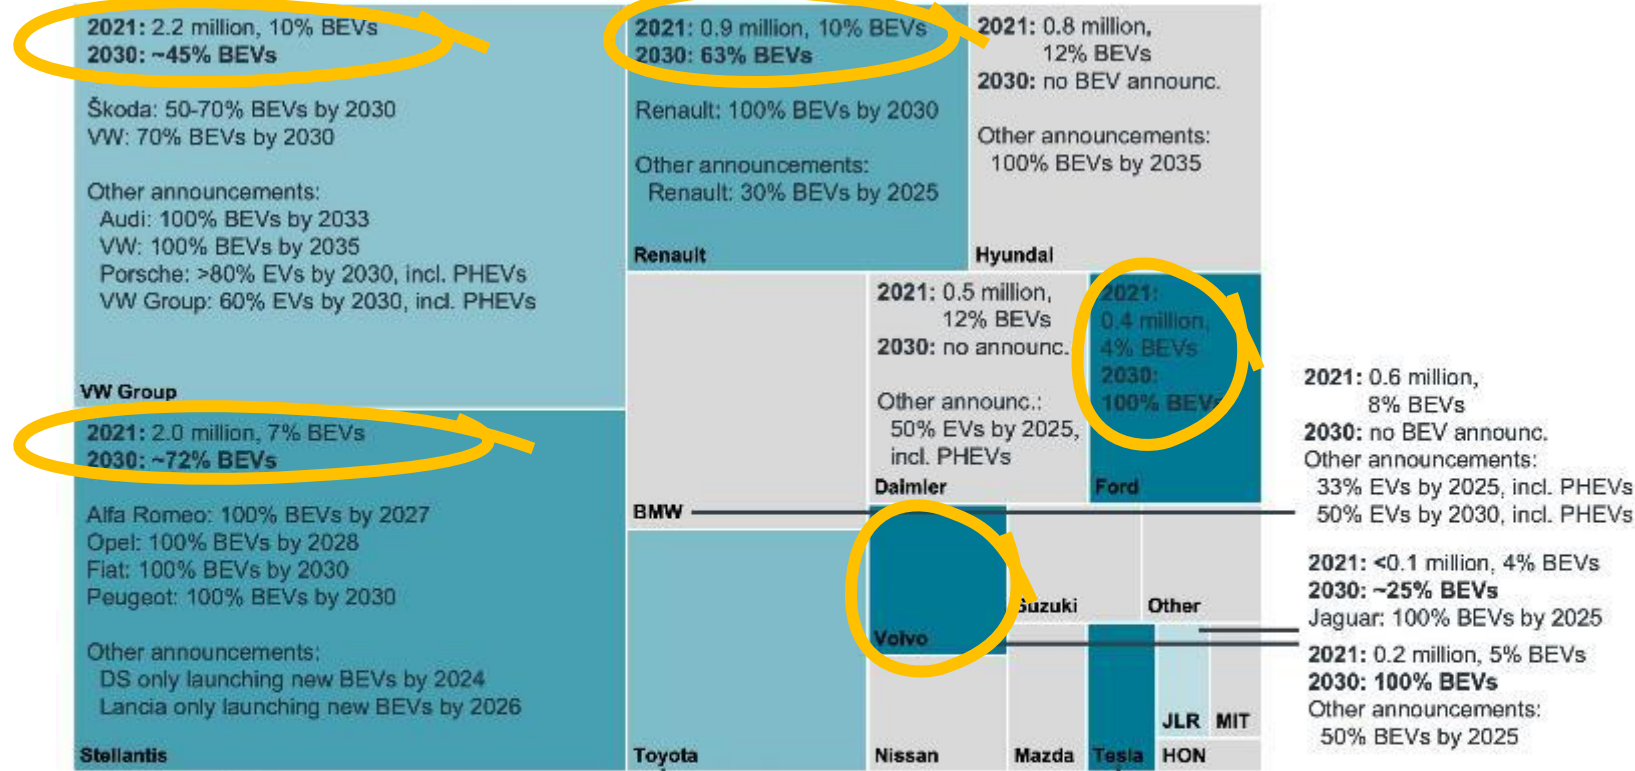 2021: 2.2 million, 10% BEVs
2030: ~45% BEVs
Škoda: 50-70% BEVs by 2030
VW: 70% BEVs by 2030
Other announcements:
Audi: 100% BEVs by 2033
VW: 100% BEVs by 2035
Porsche: >80% EVs by 2030, incl. PHEVs
VW Group: 60% EVs by 2030, incl. PHEVs
VW Group
2021: 2.0 million, 7% BEVs
2030: ~72% BEVs
Alfa Romeo: 100% BEVs by 2027
Opel: 100% BEVs by 2028
Fiat: 100% BEVs by 2030
Peugeot: 100% BEVs by 2030
Other announcements:
DS only launching new BEVs by 2024
Lancia only launching new BEVs by 2026
Stellantis
2021: 0.9 million, 10% BEVs
2030: 63% BEVs
Renault: 100% BEVs by 2030
Other announcements:
Renault: 30% BEVs by 2025
Renault
2021: 0.8 million,
12% BEVs
2030: no BEV announc.
Other announcements:
100% BEVs by 2035
Hyundal
BMW
2021: 0.5 million,
12% BEVs
2030: no announc.
Other announc.:
50% EVs by 2025,
incl. PHEVs
Daimler
2021:
0.4 million,
4% BEVs
2030:
100% BEVs
Ford
Toyota
Volvo
Suzuki
Other
Nissan
Mazda
Tesla
JLR
MIT
HON
2021: 0.6 million,
8% BEVs
2030: no BEV announc.
Other announcements:
33% EVs by 2025, incl. PHEVs
50% EVs by 2030, incl. PHEVs
2021: <0.1 million, 4% BEVs
2030: ~25% BEVs
Jaguar: 100% BEVs by 2025
2021: 0.2 million, 5% BEVs
2030: 100% BEVs
Other announcements:
50% BEVs by 2025